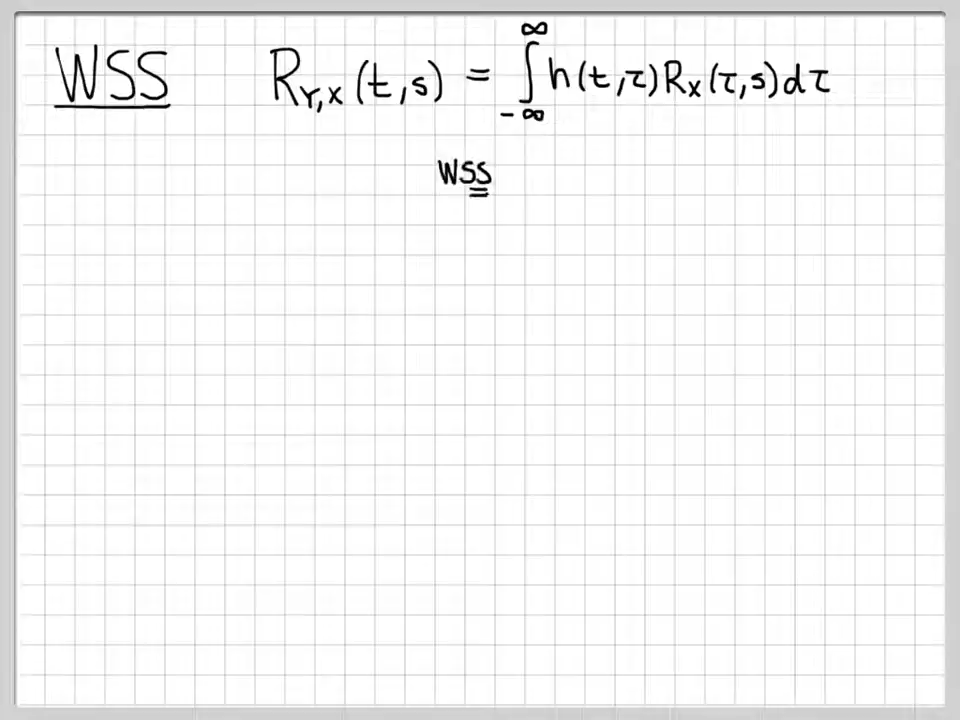 WSS R_{Y,X}(t,s) = ∫_{-∞}^{∞} h(t,τ)R_X(τ,s)dτ
WSS